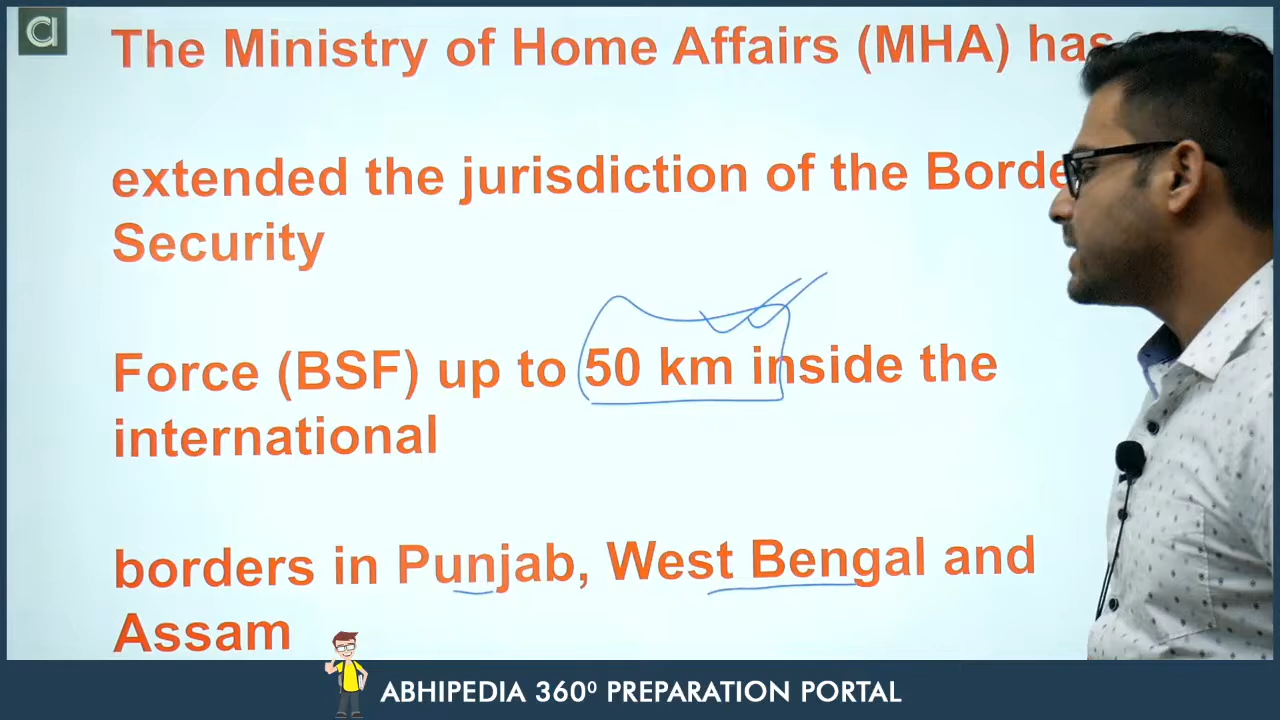 The Ministry of Home Affairs (MHA) has
extended the jurisdiction of the Borde
Security
Force (BSF) up to 50 km inside the
international
borders in Punjab, West Bengal and
Assam
ABHIPEDIA 360⁰ PREPARATION PORTAL